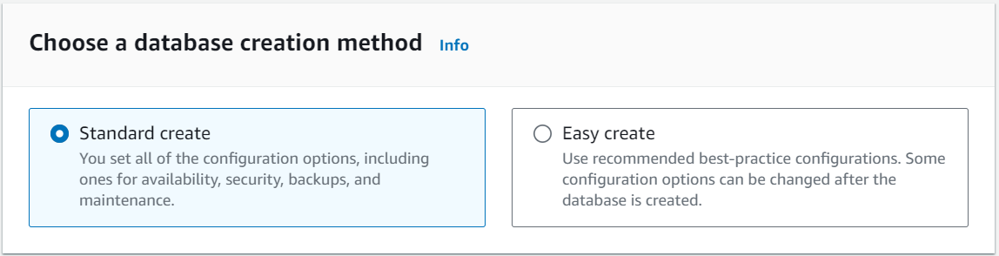 Choose a database creation method Info
Standard create
You set all of the configuration options, including
ones for availability, security, backups, and
maintenance.
Easy create
Use recommended best-practice configurations. Some
configuration options can be changed after the
database is created.